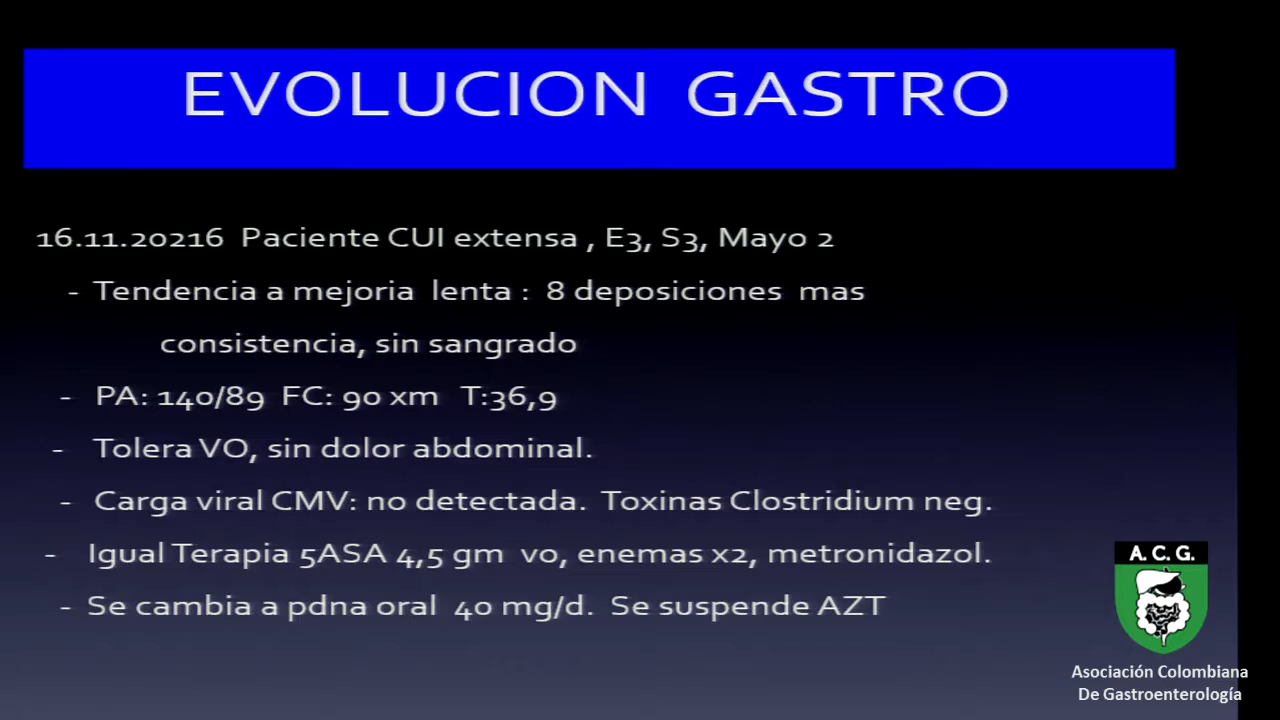 EVOLUCION GASTRO
16.11.20216 Paciente CUI extensa , E3, S3, Mayo 2
- Tendencia a mejoria lenta : 8 deposiciones mas
consistencia, sin sangrado
- PA: 140/89 FC: 90 xm T:36,9
- Tolera VO, sin dolor abdominal.
- Carga viral CMV: no detectada. Toxinas Clostridium neg.
- Igual Terapia 5ASA 4,5 gm vo, enemas x2, metronidazol.
- Se cambia a pdna oral 40 mg/d. Se suspende AZT
A. C. G.
Asociación Colombiana
De Gastroenterología